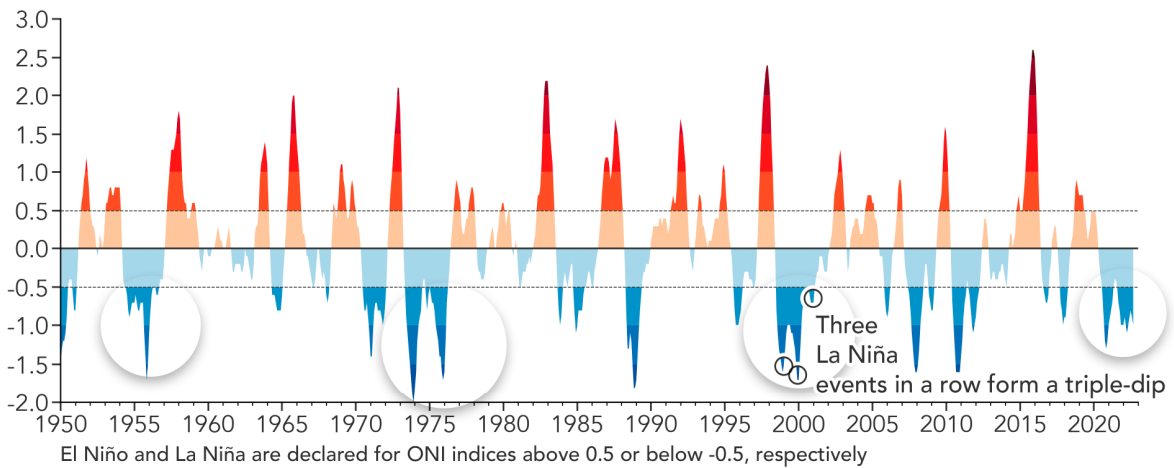 3.0
2.5
2.0
1.5
1.0
0.5
0.0
-0.5
-1.0
-1.5
-2.0
Three
La Niña
events in a row form a triple-dip
1950 1955 1960 1965 1970 1975 1980 1985 1990 1995 2000 2005 2010 2015 2020
El Niño and La Niña are declared for ONI indices above 0.5 or below -0.5, respectively